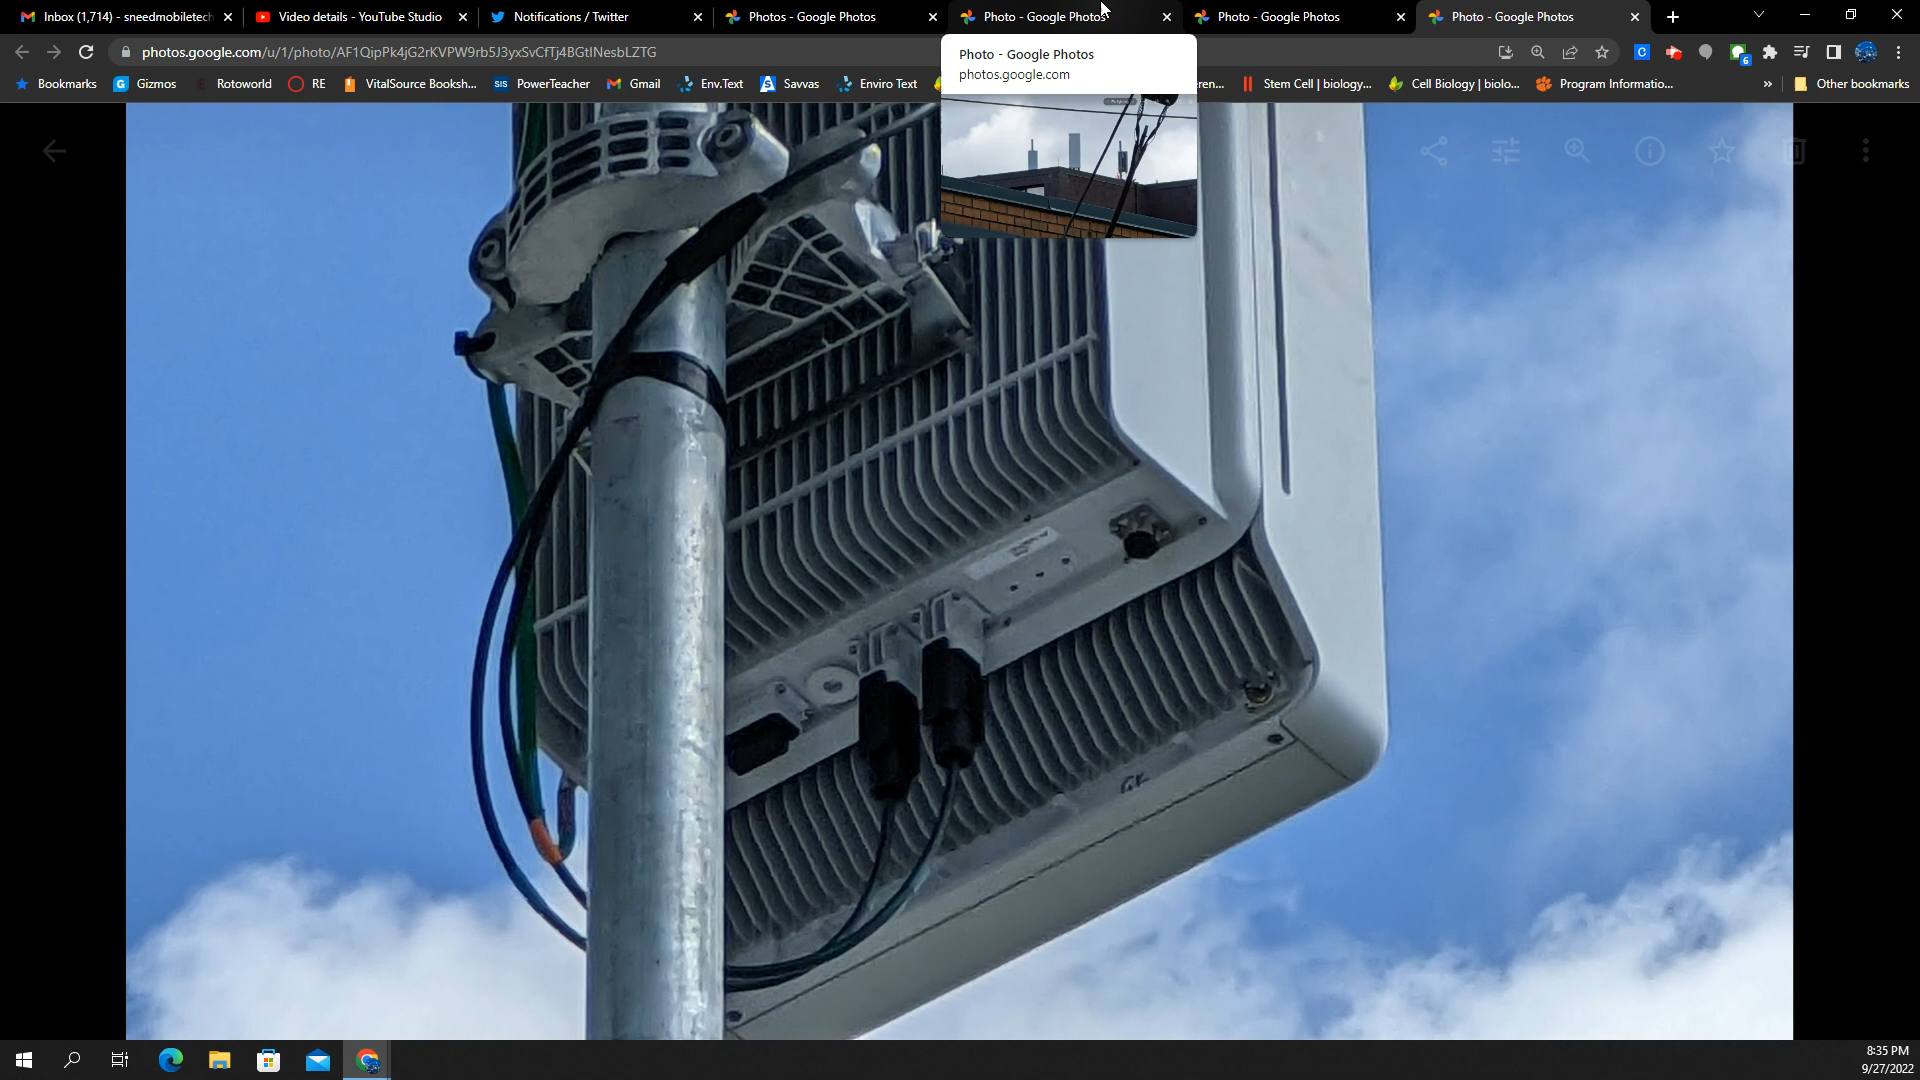 Inbox (1,714) - sneedmobiletech
Video details - YouTube Studio
Notifications / Twitter
Photos - Google Photos
Photo - Google Photos
Photo - Google Photos
Photo - Google Photos
photos.google.com/u/1/photo/AF1QipPk4jG2rKVPW9rb5J3yxSvCfTj4BGtINesbLZTG
Photo - Google Photos
photos.google.com
6
Bookmarks
Gizmos
Rotoworld
RE
VitalSource Booksh...
SIS PowerTeacher
Gmail
Env.Text
Savvas
Enviro Text
eren...
Stem Cell | biology...
Cell Biology | biolo...
Program Informatio...
Other bookmarks
8:35 PM
9/27/2022